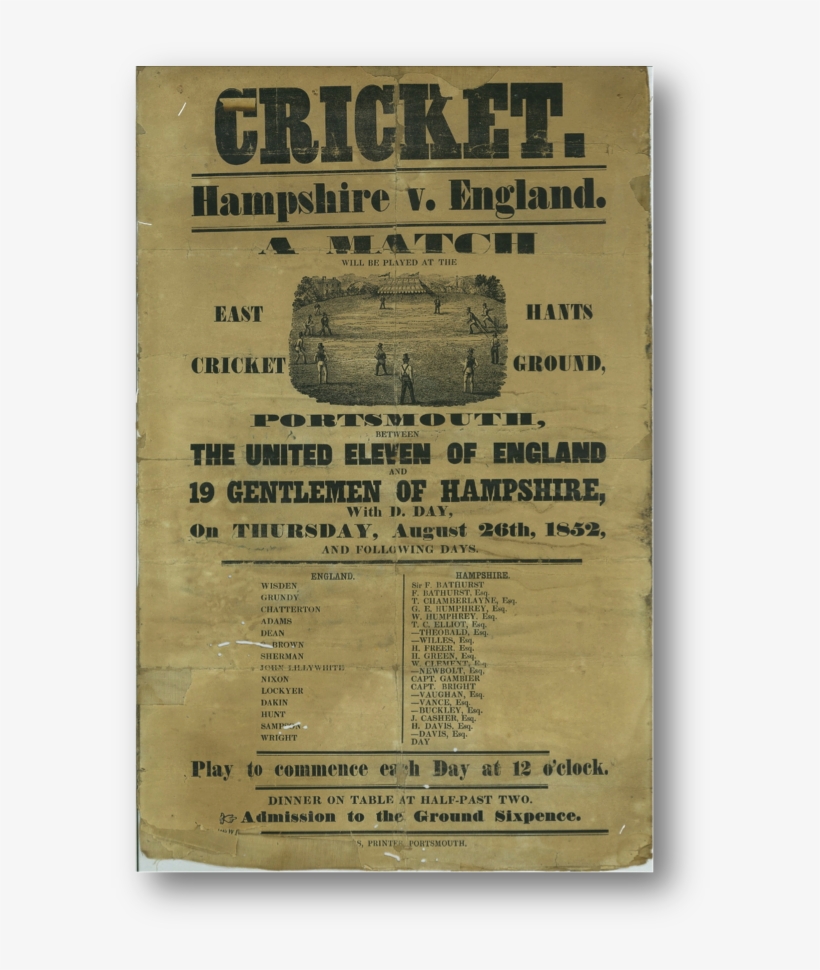 CRICKET.
Hampshire v. England.
A MATCH
WILL BE PLAYED AT THE
EAST HANTS
CRICKET GROUND,
PORTSMOUTH,
BETWEEN
THE UNITED ELEVEN OF ENGLAND
AND
19 GENTLEMEN OF HAMPSHIRE,
With D. DAY,
On THURSDAY, August 26th, 1852,
AND FOLLOWING DAYS.
ENGLAND.
WISDEN
GRUNDY
CHATTERTON
ADAMS
DEAN
BROWN
SHERMAN
JOHN LILLYWHITE
NIXON
LOCKYER
DAKIN
HUNT
SAMPSON
WRIGHT
HAMPSHIRE.
Sir F. BATHURST
F. BATHURST, Esq.
T. CHAMBERLAYNE, Esq.
G. E. HUMPHREY, Esq.
W. HUMPHREY, Esq.
T. C. ELLIOT, Esq.
—THEOBALD, Esq.
—WILLES, Esq.
H. FREER, Esq.
H. GREEN, Esq.
W. CLEMENT, Esq.
—NEWBOLT, Esq.
CAPT. GAMBIER
CAPT. BRIGHT
—VAUGHAN, Esq.
—VANCE, Esq.
—BUCKLEY, Esq.
J. CASHER, Esq.
H. DAVIS, Esq.
—DAVIS, Esq.
DAY
Play to commence each Day at 12 o'clock.
DINNER ON TABLE AT HALF-PAST TWO.
☞ Admission to the Ground Sixpence.
PRINTER, PORTSMOUTH.